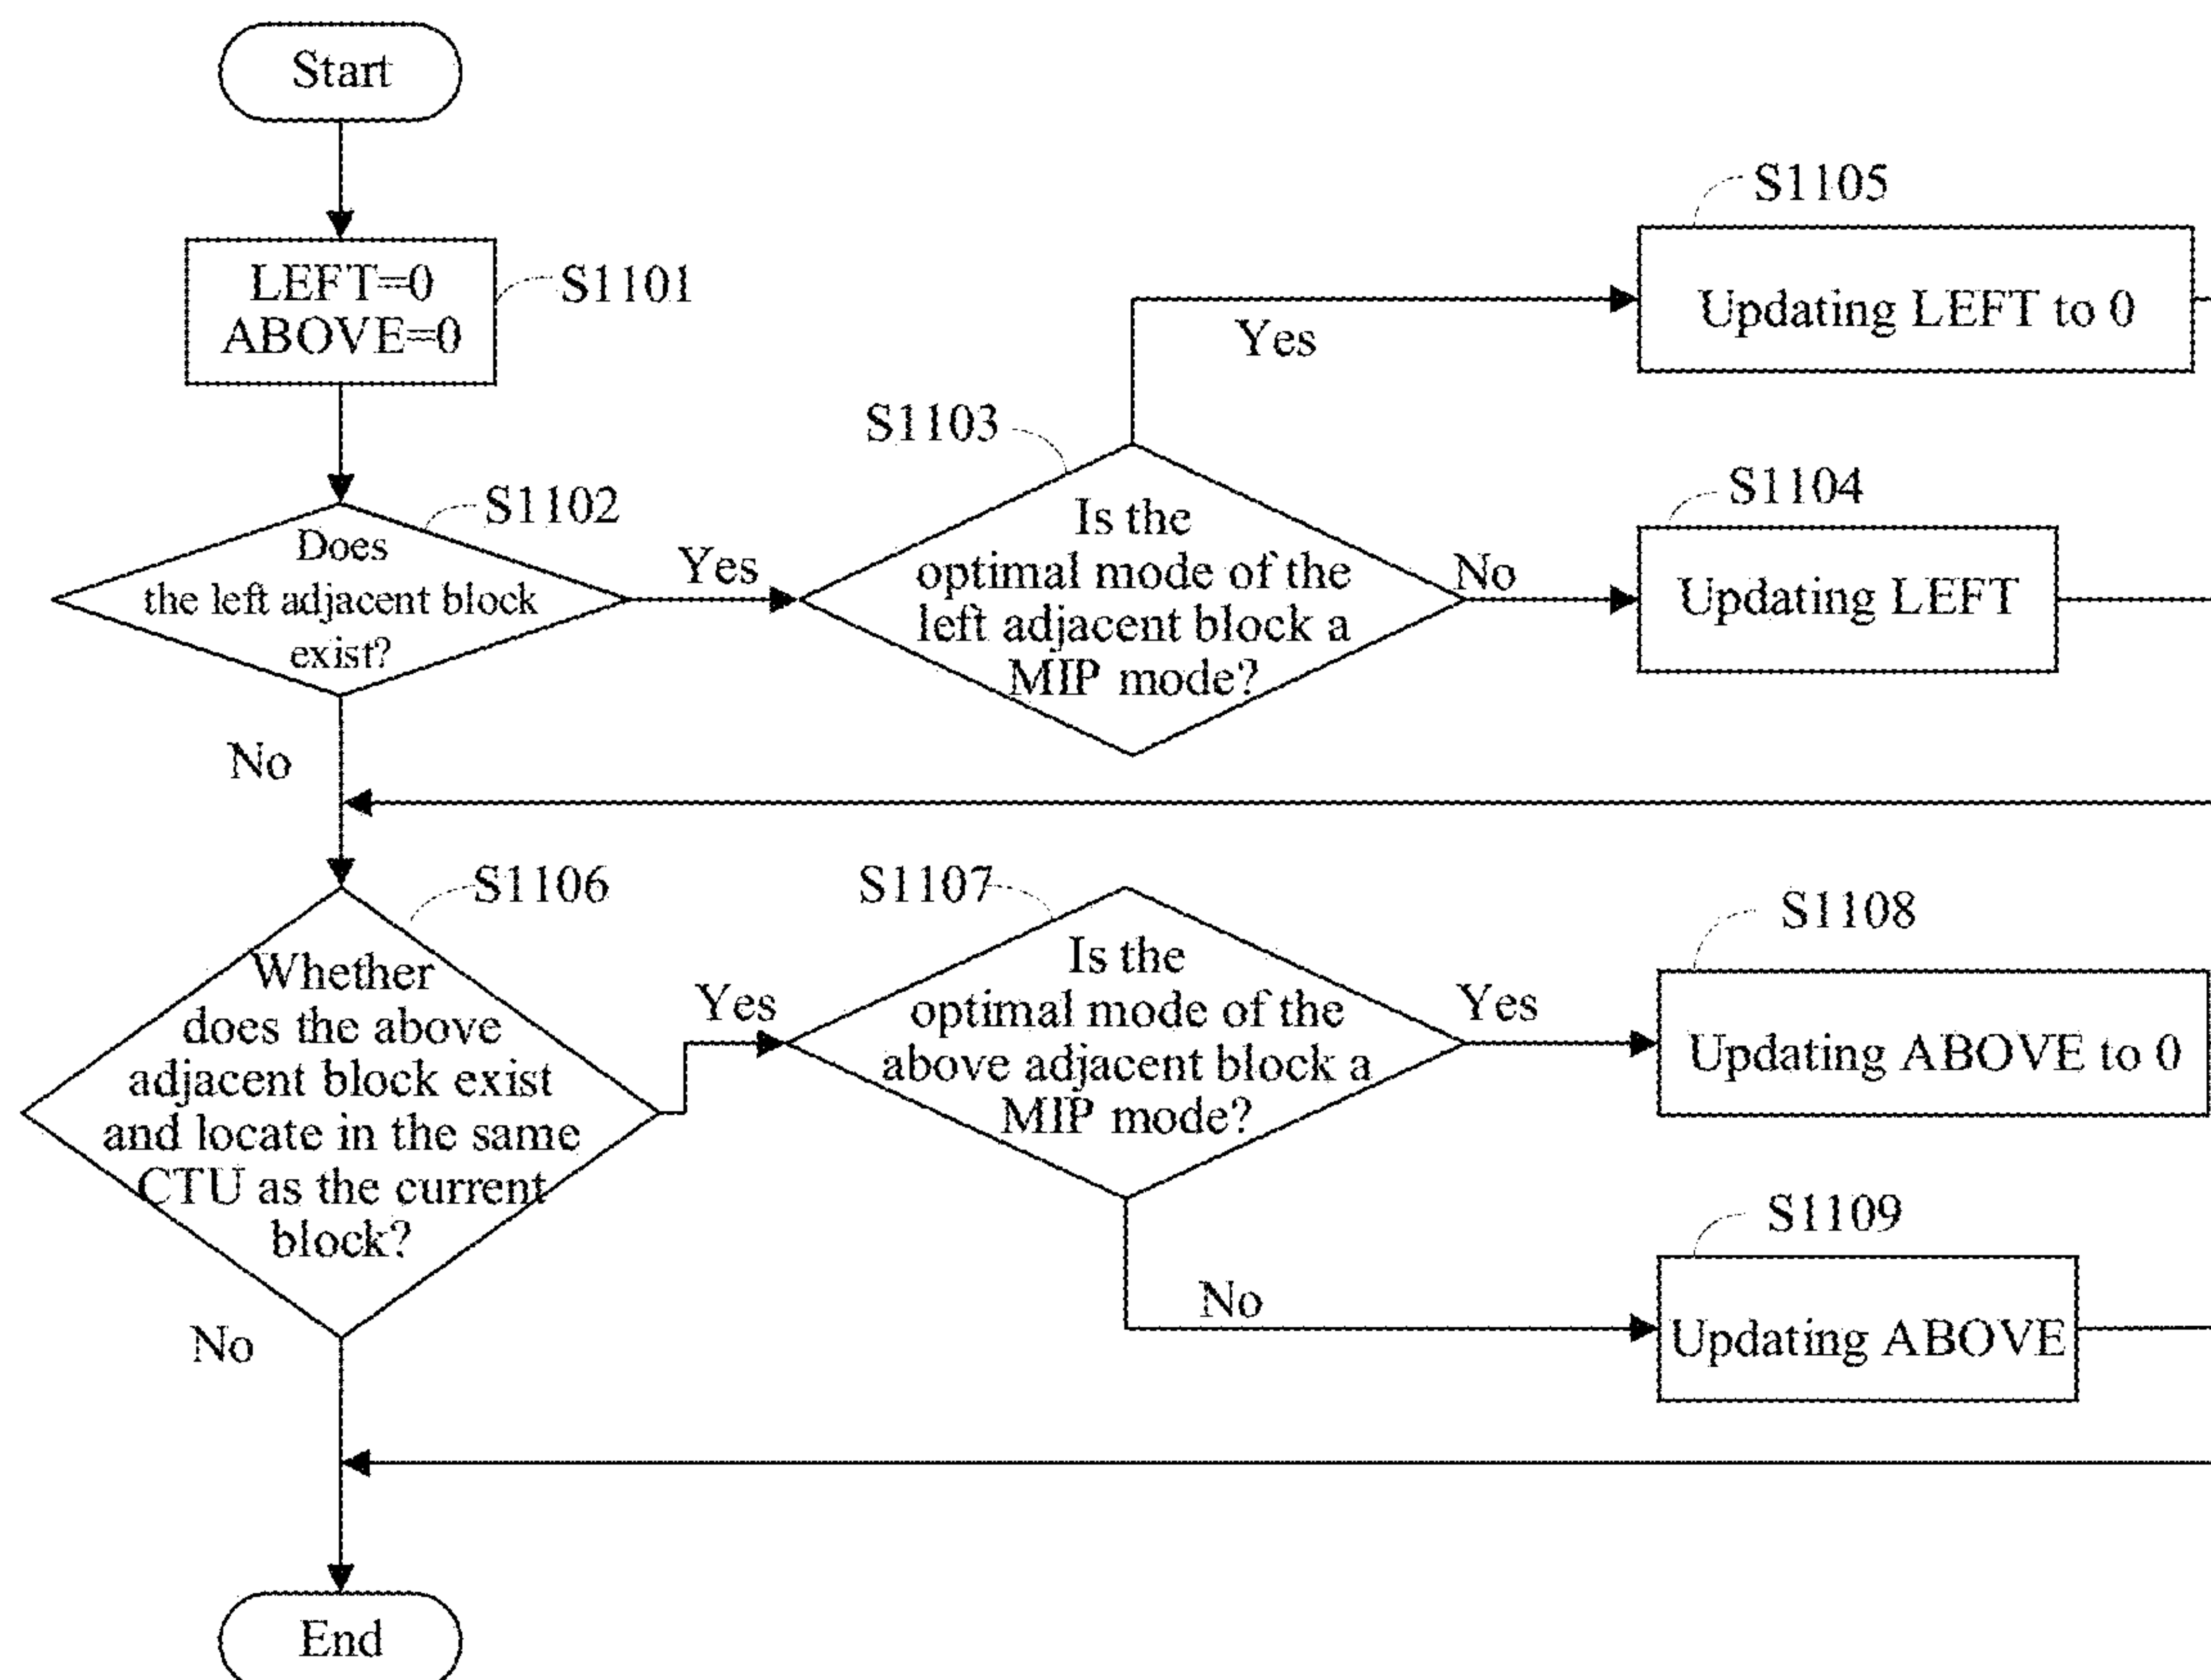 Start
LEFT=0
ABOVE=0
S1101
S1105
Updating LEFT to 0
Yes
S1103
Is the
optimal mode of the
left adjacent block a
MIP mode?
S1104
Updating LEFT
No
S1102
Does
the left adjacent block
exist?
Yes
No
S1106
Whether
does the above
adjacent block exist
and locate in the same
CTU as the current
block?
Yes
S1107
Is the
optimal mode of the
above adjacent block a
MIP mode?
Yes
S1108
Updating ABOVE to 0
No
S1109
Updating ABOVE
No
End